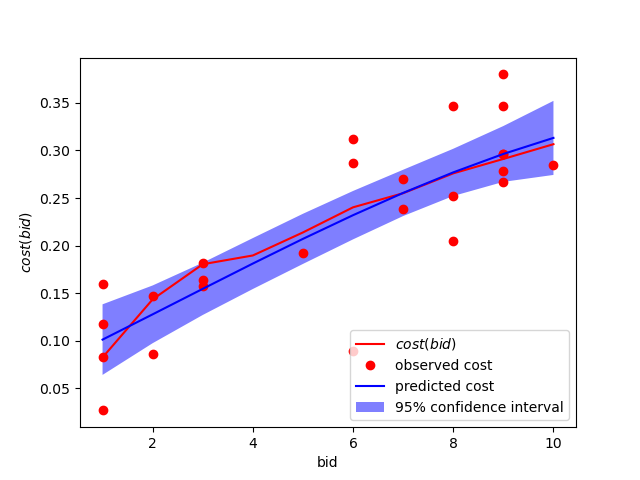 0.35
0.30
0.25
0.20
0.15
0.10
0.05
cost(bid)
2
4
6
8
10
bid
cost(bid)
observed cost
predicted cost
95% confidence interval